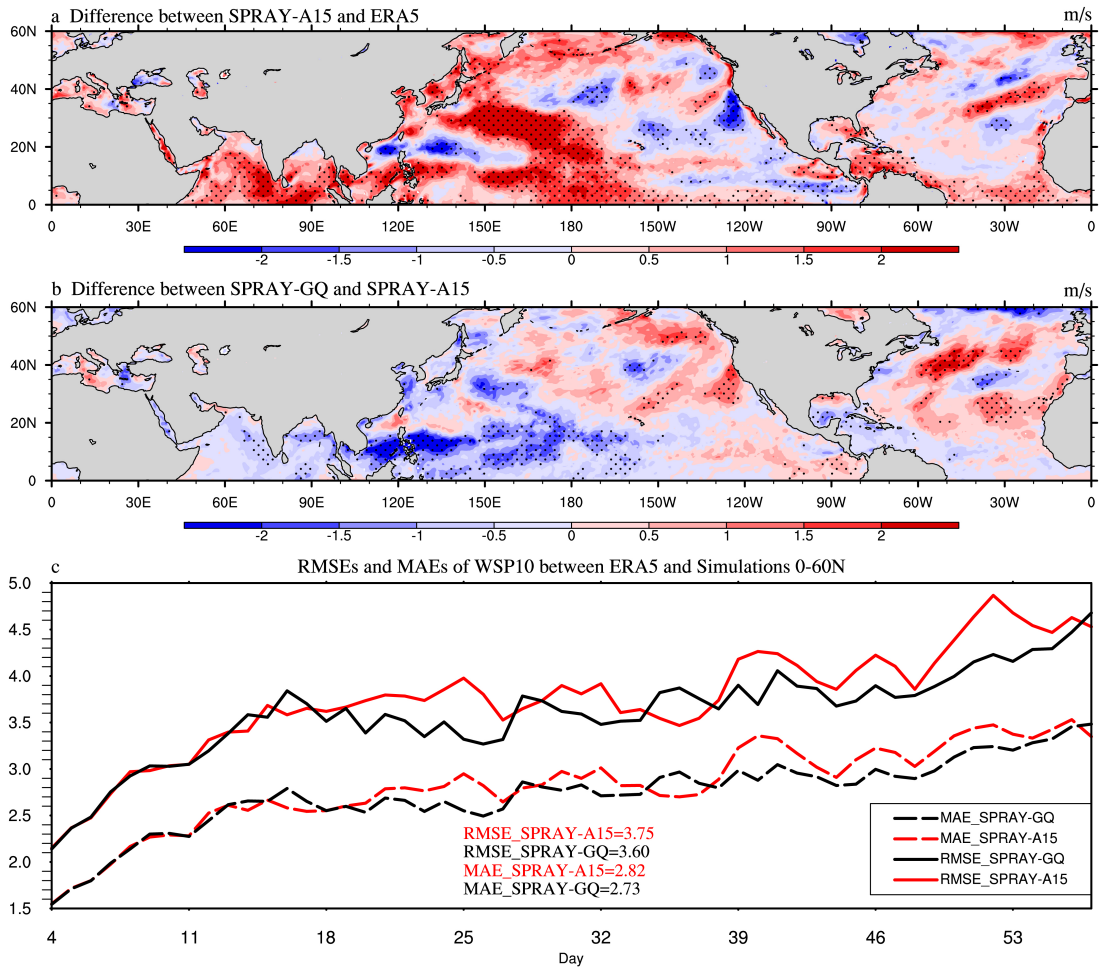 a Difference between SPRAY-A15 and ERA5 m/s
60N
40N
20N
0
0 30E 60E 90E 120E 150E 180 150W 120W 90W 60W 30W 0
-2 -1.5 -1 -0.5 0 0.5 1 1.5 2
b Difference between SPRAY-GQ and SPRAY-A15 m/s
60N
40N
20N
0
0 30E 60E 90E 120E 150E 180 150W 120W 90W 60W 30W 0
-2 -1.5 -1 -0.5 0 0.5 1 1.5 2
c RMSEs and MAEs of WSP10 between ERA5 and Simulations 0-60N
5.0
4.5
4.0
3.5
3.0
2.5
2.0
1.5
RMSE_SPRAY-A15=3.75
RMSE_SPRAY-GQ=3.60
MAE_SPRAY-A15=2.82
MAE_SPRAY-GQ=2.73
MAE_SPRAY-GQ
MAE_SPRAY-A15
RMSE_SPRAY-GQ
RMSE_SPRAY-A15
4 11 18 25 32 39 46 53
Day